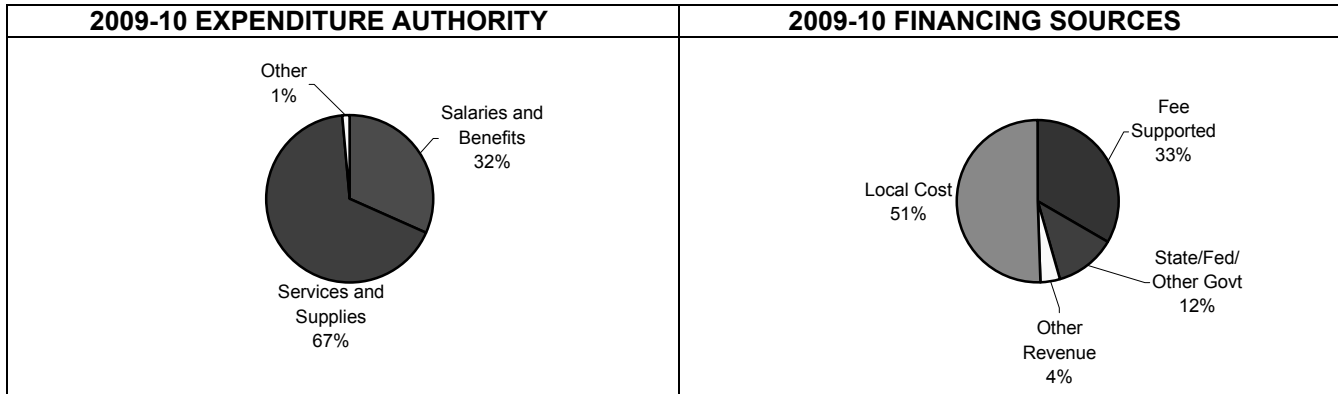 2009-10 EXPENDITURE AUTHORITY
Other
1%
Salaries and
Benefits
32%
Services and
Supplies
67%
2009-10 FINANCING SOURCES
Fee
Supported
33%
Local Cost
51%
State/Fed/
Other Govt
12%
Other
Revenue
4%